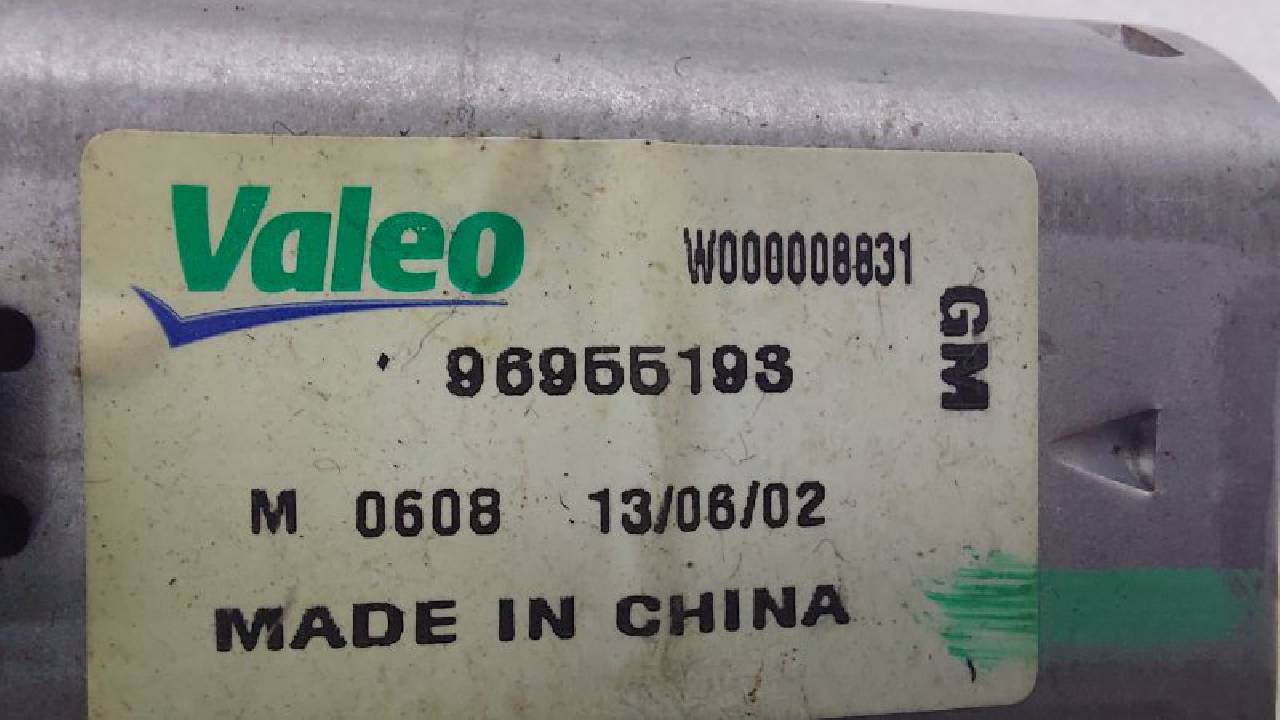 Valeo
W000008831
GM
96955193
M 0608 13/06/02
MADE IN CHINA